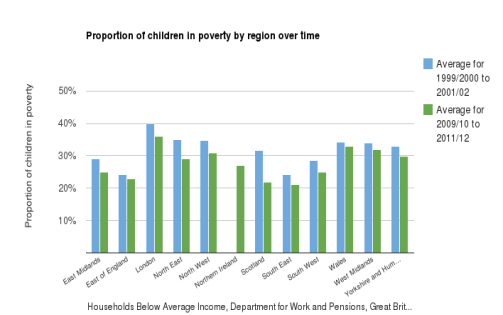 Proportion of children in poverty by region over time
Average for
1999/2000 to
2001/02
Average for
2009/10 to
2011/12
Proportion of children in poverty
50%
40%
30%
20%
10%
East Midlands
East of England
London
North East
North West
Northern Ireland
Scotland
South East
South West
Wales
West Midlands
Yorkshire and Hum...
Households Below Average Income, Department for Work and Pensions, Great Brit...